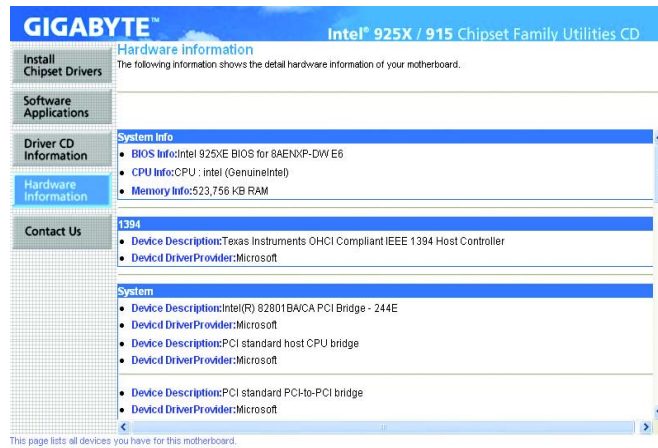 GIGABYTE™
Intel® 925X / 915 Chipset Family Utilities CD
Install
Chipset Drivers
Software
Applications
Driver CD
Information
Hardware
Information
Contact Us
Hardware information
The following information shows the detail hardware information of your motherboard.
System Info
• BIOS Info:Intel 925XE BIOS for 8AENXP-DW E6
• CPU Info:CPU : intel (GenuineIntel)
• Memory Info:523,756 KB RAM
1394
• Device Description:Texas Instruments OHCI Compliant IEEE 1394 Host Controller
• Devicd DriverProvider:Microsoft
System
• Device Description:Intel(R) 82801BA/CA PCI Bridge - 244E
• Devicd DriverProvider:Microsoft
• Device Description:PCI standard host CPU bridge
• Devicd DriverProvider:Microsoft
• Device Description:PCI standard PCI-to-PCI bridge
• Devicd DriverProvider:Microsoft
This page lists all devices you have for this motherboard.